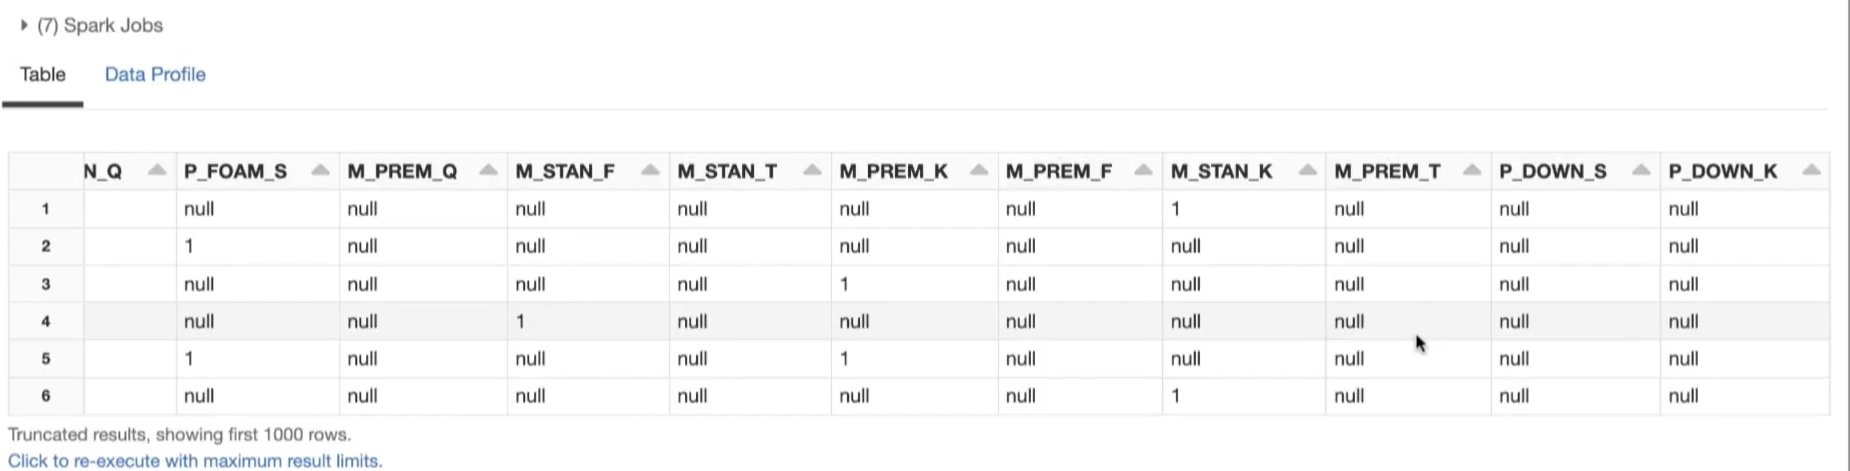 (7) Spark Jobs
Table Data Profile
N_Q P_FOAM_S M_PREM_Q M_STAN_F M_STAN_T M_PREM_K M_PREM_F M_STAN_K M_PREM_T P_DOWN_S P_DOWN_K
1 null null null null null null 1 null null null
2 1 null null null null null null null null null
3 null null null null 1 null null null null null
4 null null 1 null null null null null null null
5 1 null null null 1 null null null null null
6 null null null null null null 1 null null null
Truncated results, showing first 1000 rows.
Click to re-execute with maximum result limits.